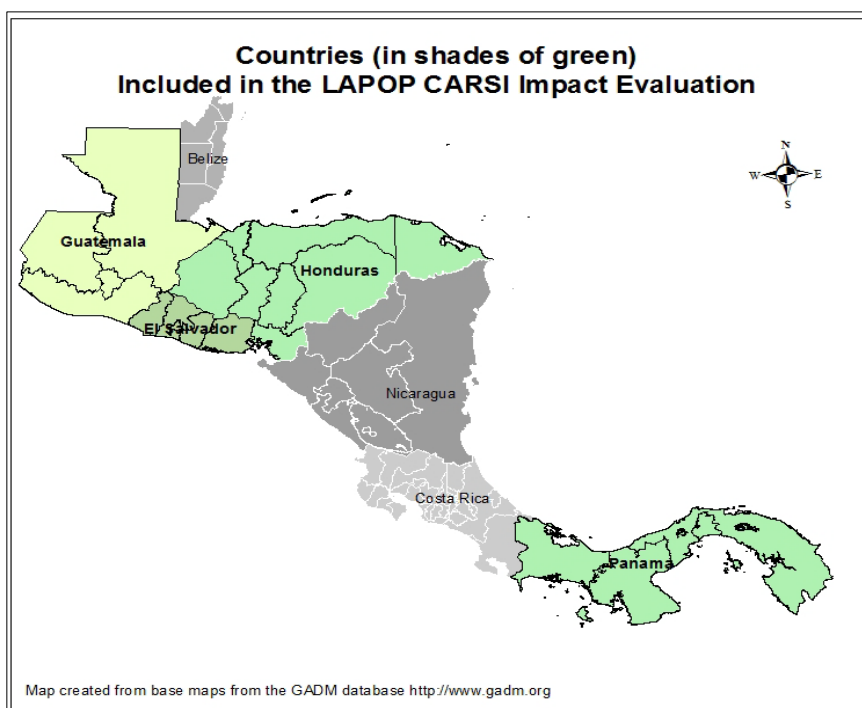 Countries (in shades of green)
Included in the LAPOP CARSI Impact Evaluation
Belize
N
W
E
S
Guatemala
Honduras
El Salvador
Nicaragua
Costa Rica
Panama
Map created from base maps from the GADM database http://www.gadm.org